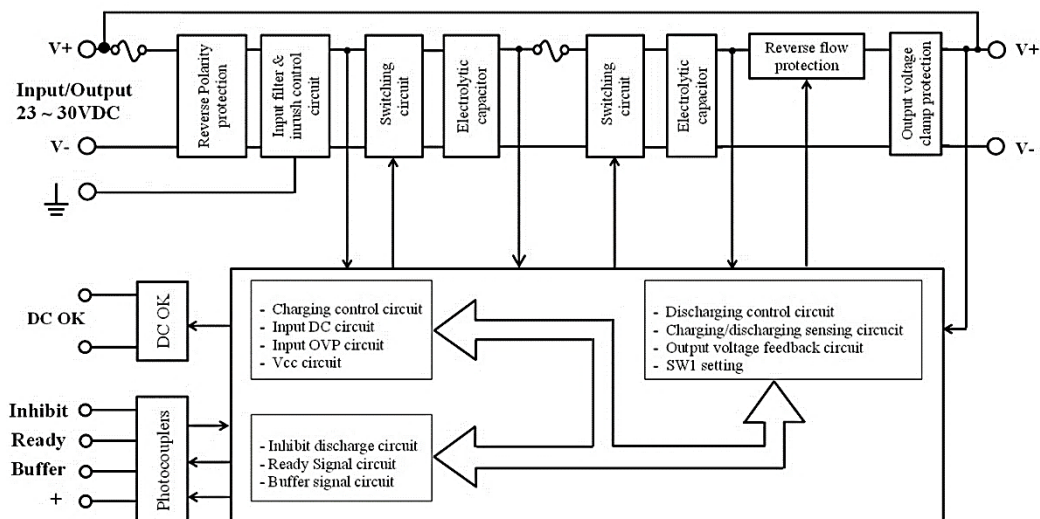 V+
Input/Output
23 ~ 30VDC
V-
Reverse Polarity
protection
Input filter &
inrush control
circuit
Switching
circuit
Electrolytic
capacitor
Switching
circuit
Electrolytic
capacitor
Reverse flow
protection
Output voltage
clamp protection
V+
V-
DC OK
DC OK
- Charging control circuit
- Input DC circuit
- Input OVP circuit
- Vcc circuit
- Discharging control circuit
- Charging/discharging sensing circucit
- Output voltage feedback circuit
- SW1 setting
Inhibit
Ready
Buffer
+
Photocouplers
- Inhibit discharge circuit
- Ready Signal circuit
- Buffer signal circuit